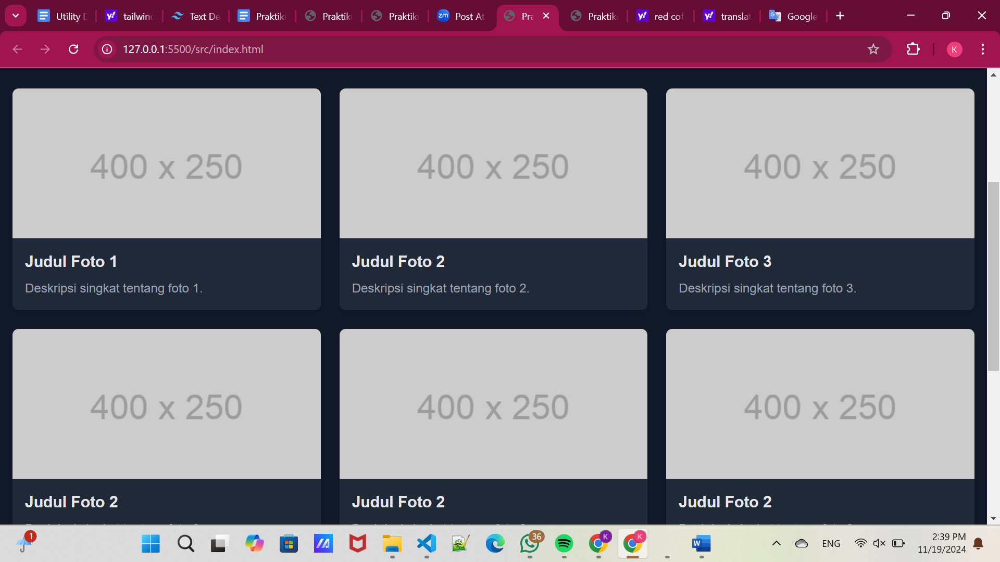 Utility D
tailwind
Text De
Praktik
Praktik
Praktik
Post At
Pra
Praktik
red cof
translat
Google
127.0.0.1:5500/src/index.html
K
400 x 250
400 x 250
400 x 250
Judul Foto 1
Judul Foto 2
Judul Foto 3
Deskripsi singkat tentang foto 1.
Deskripsi singkat tentang foto 2.
Deskripsi singkat tentang foto 3.
400 x 250
400 x 250
400 x 250
Judul Foto 2
Judul Foto 2
Judul Foto 2
1
36
K
K
ENG
2:39 PM
11/19/2024